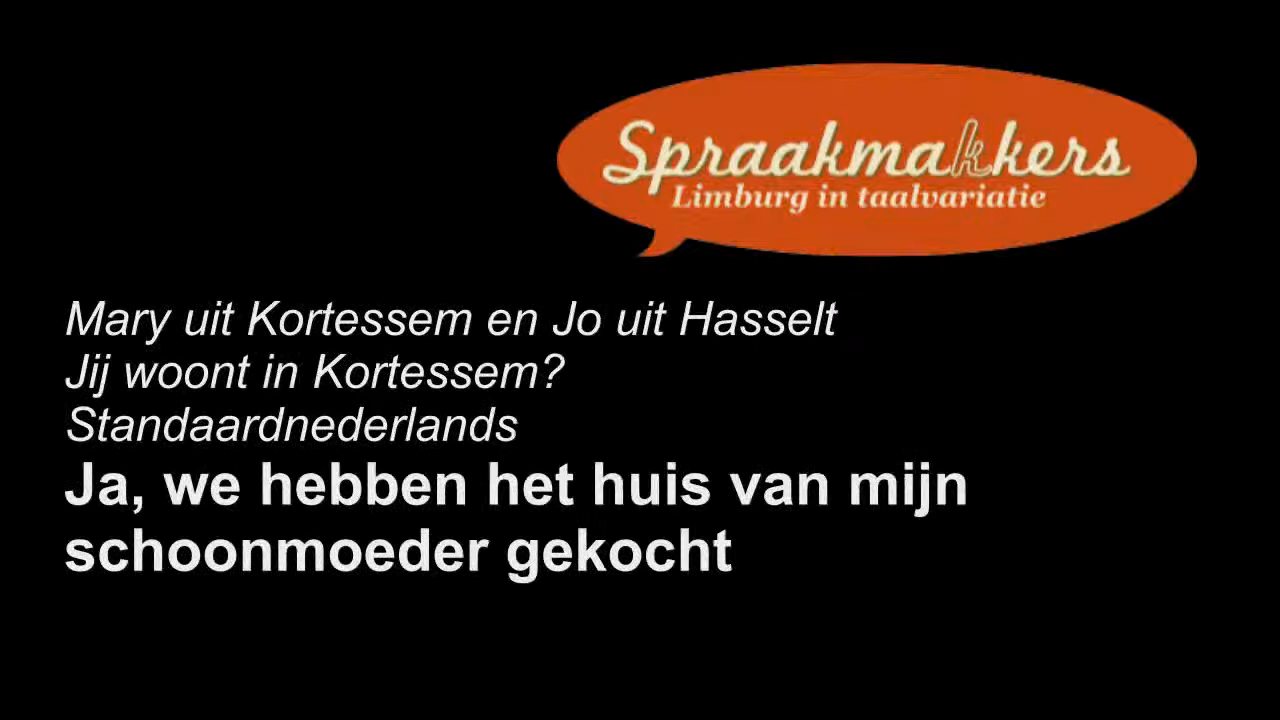 Spraakmakkers
Limburg in taalvariatie
Mary uit Kortessem en Jo uit Hasselt
Jij woont in Kortessem?
Standaardnederlands
Ja, we hebben het huis van mijn
schoonmoeder gekocht